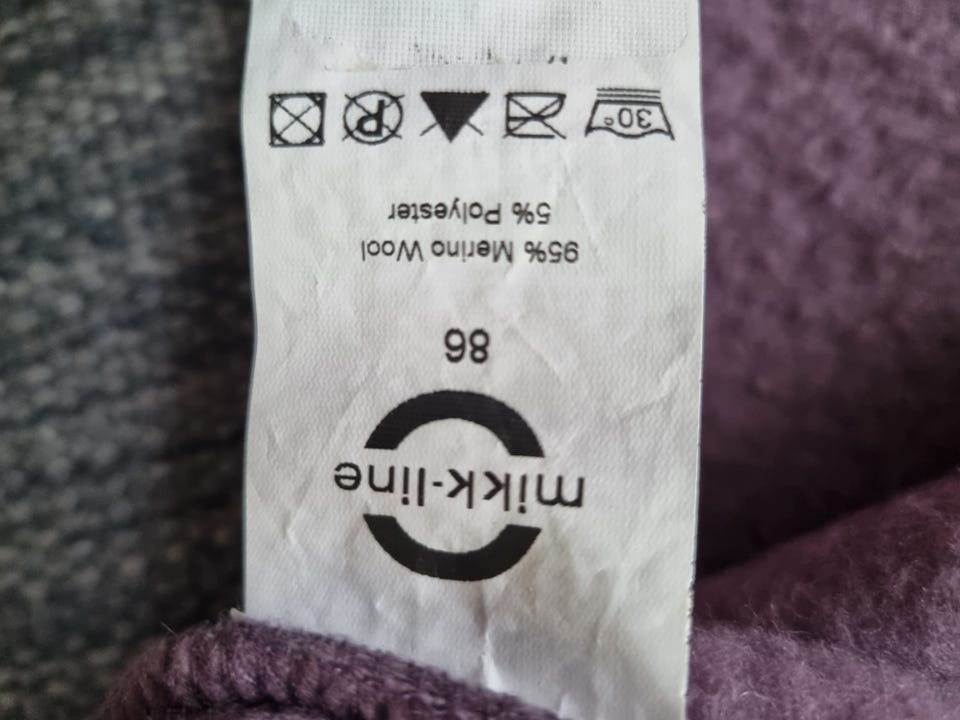 mikk-line
86
95% Merino Wool
5% Polyester
30°
P